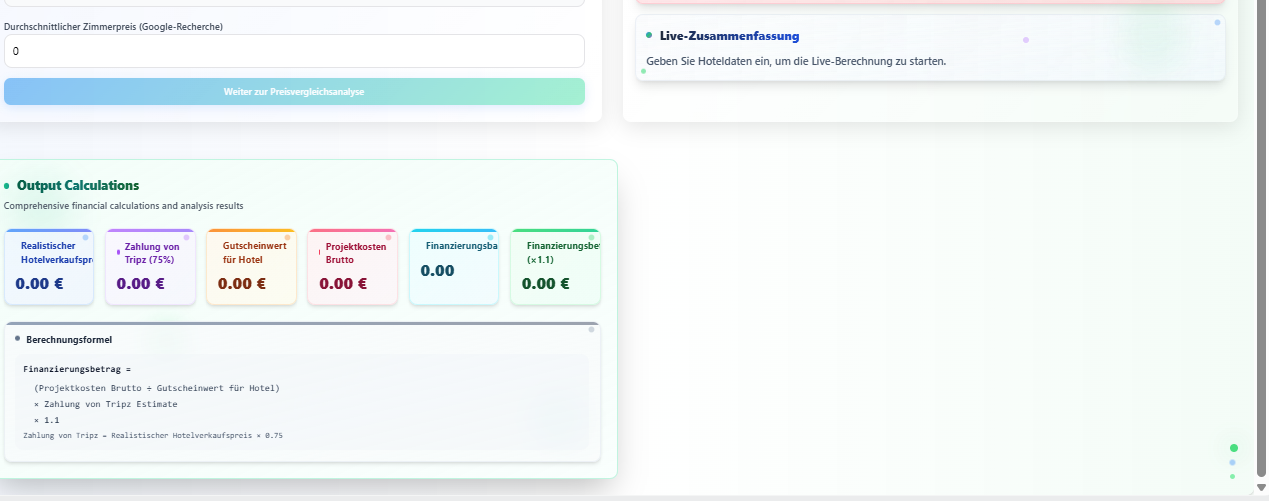 Durchschnittlicher Zimmerpreis (Google-Recherche)
0
Weiter zur Preisvergleichsanalyse
Live-Zusammenfassung
Geben Sie Hoteldaten ein, um die Live-Berechnung zu starten.
Output Calculations
Comprehensive financial calculations and analysis results
Realistischer
Hotelverkaufspr
0.00 €
Zahlung von
Tripz (75%)
0.00 €
Gutscheinwert
für Hotel
0.00 €
Projektkosten
Brutto
0.00 €
Finanzierungsba
0.00
Finanzierungsbet
(×1.1)
0.00 €
Berechnungsformel
Finanzierungsbetrag =
(Projektkosten Brutto ÷ Gutscheinwert für Hotel)
× Zahlung von Tripz Estimate
× 1.1
Zahlung von Tripz = Realistischer Hotelverkaufspreis × 0.75